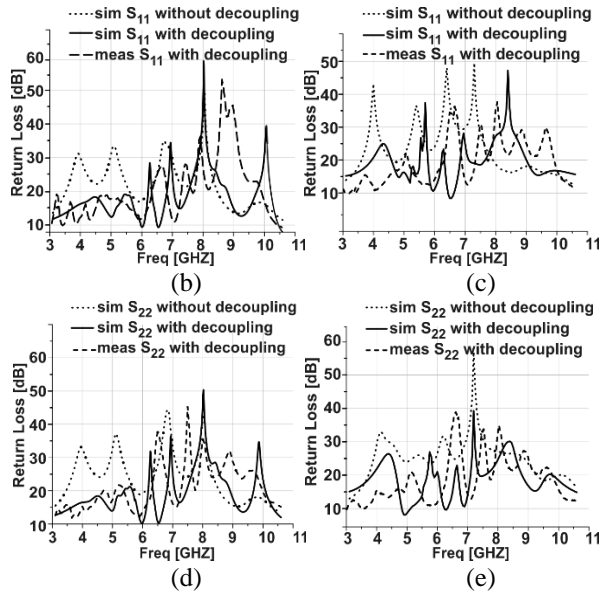 sim S11 without decoupling
sim S11 with decoupling
meas S11 with decoupling
Return Loss [dB]
60
50
40
30
20
10
3 4 5 6 7 8 9 10 11
Freq [GHZ]
(b)
sim S11 without decoupling
sim S11 with decoupling
meas S11 with decoupling
Return Loss [dB]
50
40
30
20
10
3 4 5 6 7 8 9 10 11
Freq [GHZ]
(c)
sim S22 without decoupling
sim S22 with decoupling
meas S22 with decoupling
Return Loss [dB]
60
50
40
30
20
10
3 4 5 6 7 8 9 10 11
Freq [GHZ]
(d)
sim S22 without decoupling
sim S22 with decoupling
meas S22 with decoupling
Return Loss [dB]
60
50
40
30
20
10
3 4 5 6 7 8 9 10 11
Freq [GHZ]
(e)